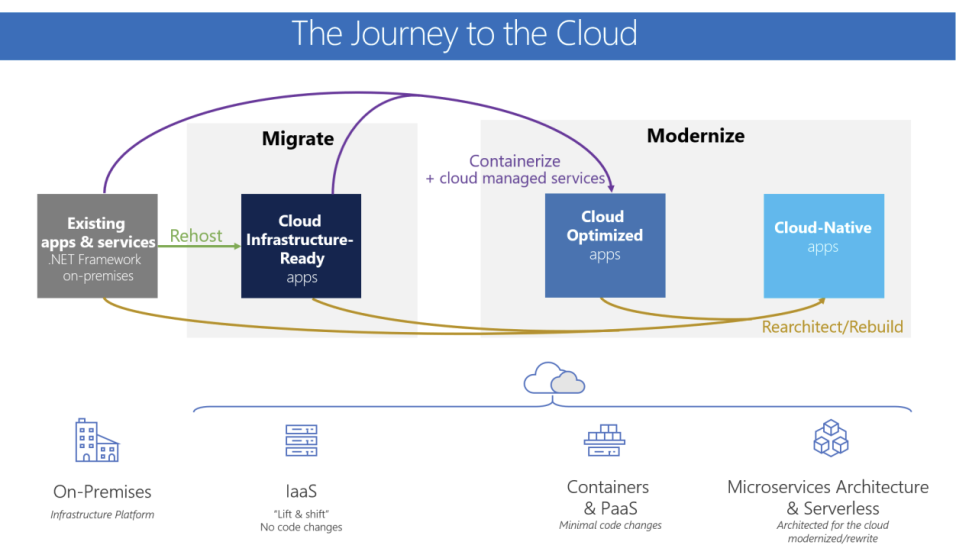 The Journey to the Cloud
Migrate
Modernize
Containerize
+ cloud managed services
Existing
apps & services
.NET Framework
on-premises
Rehost
Cloud
Infrastructure-
Ready
apps
Cloud
Optimized
apps
Cloud-Native
apps
Rearchitect/Rebuild
On-Premises
Infrastructure Platform
IaaS
"Lift & shift"
No code changes
Containers
& PaaS
Minimal code changes
Microservices Architecture
& Serverless
Architected for the cloud
modernized/rewrite